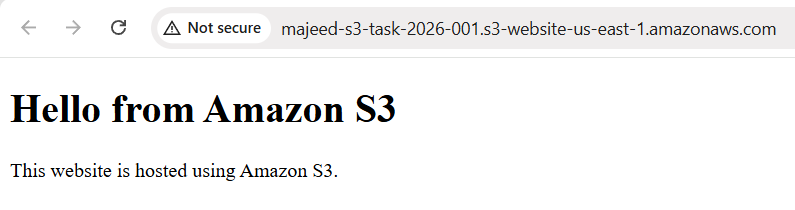 Not secure majeed-s3-task-2026-001.s3-website-us-east-1.amazonaws.com
Hello from Amazon S3
This website is hosted using Amazon S3.